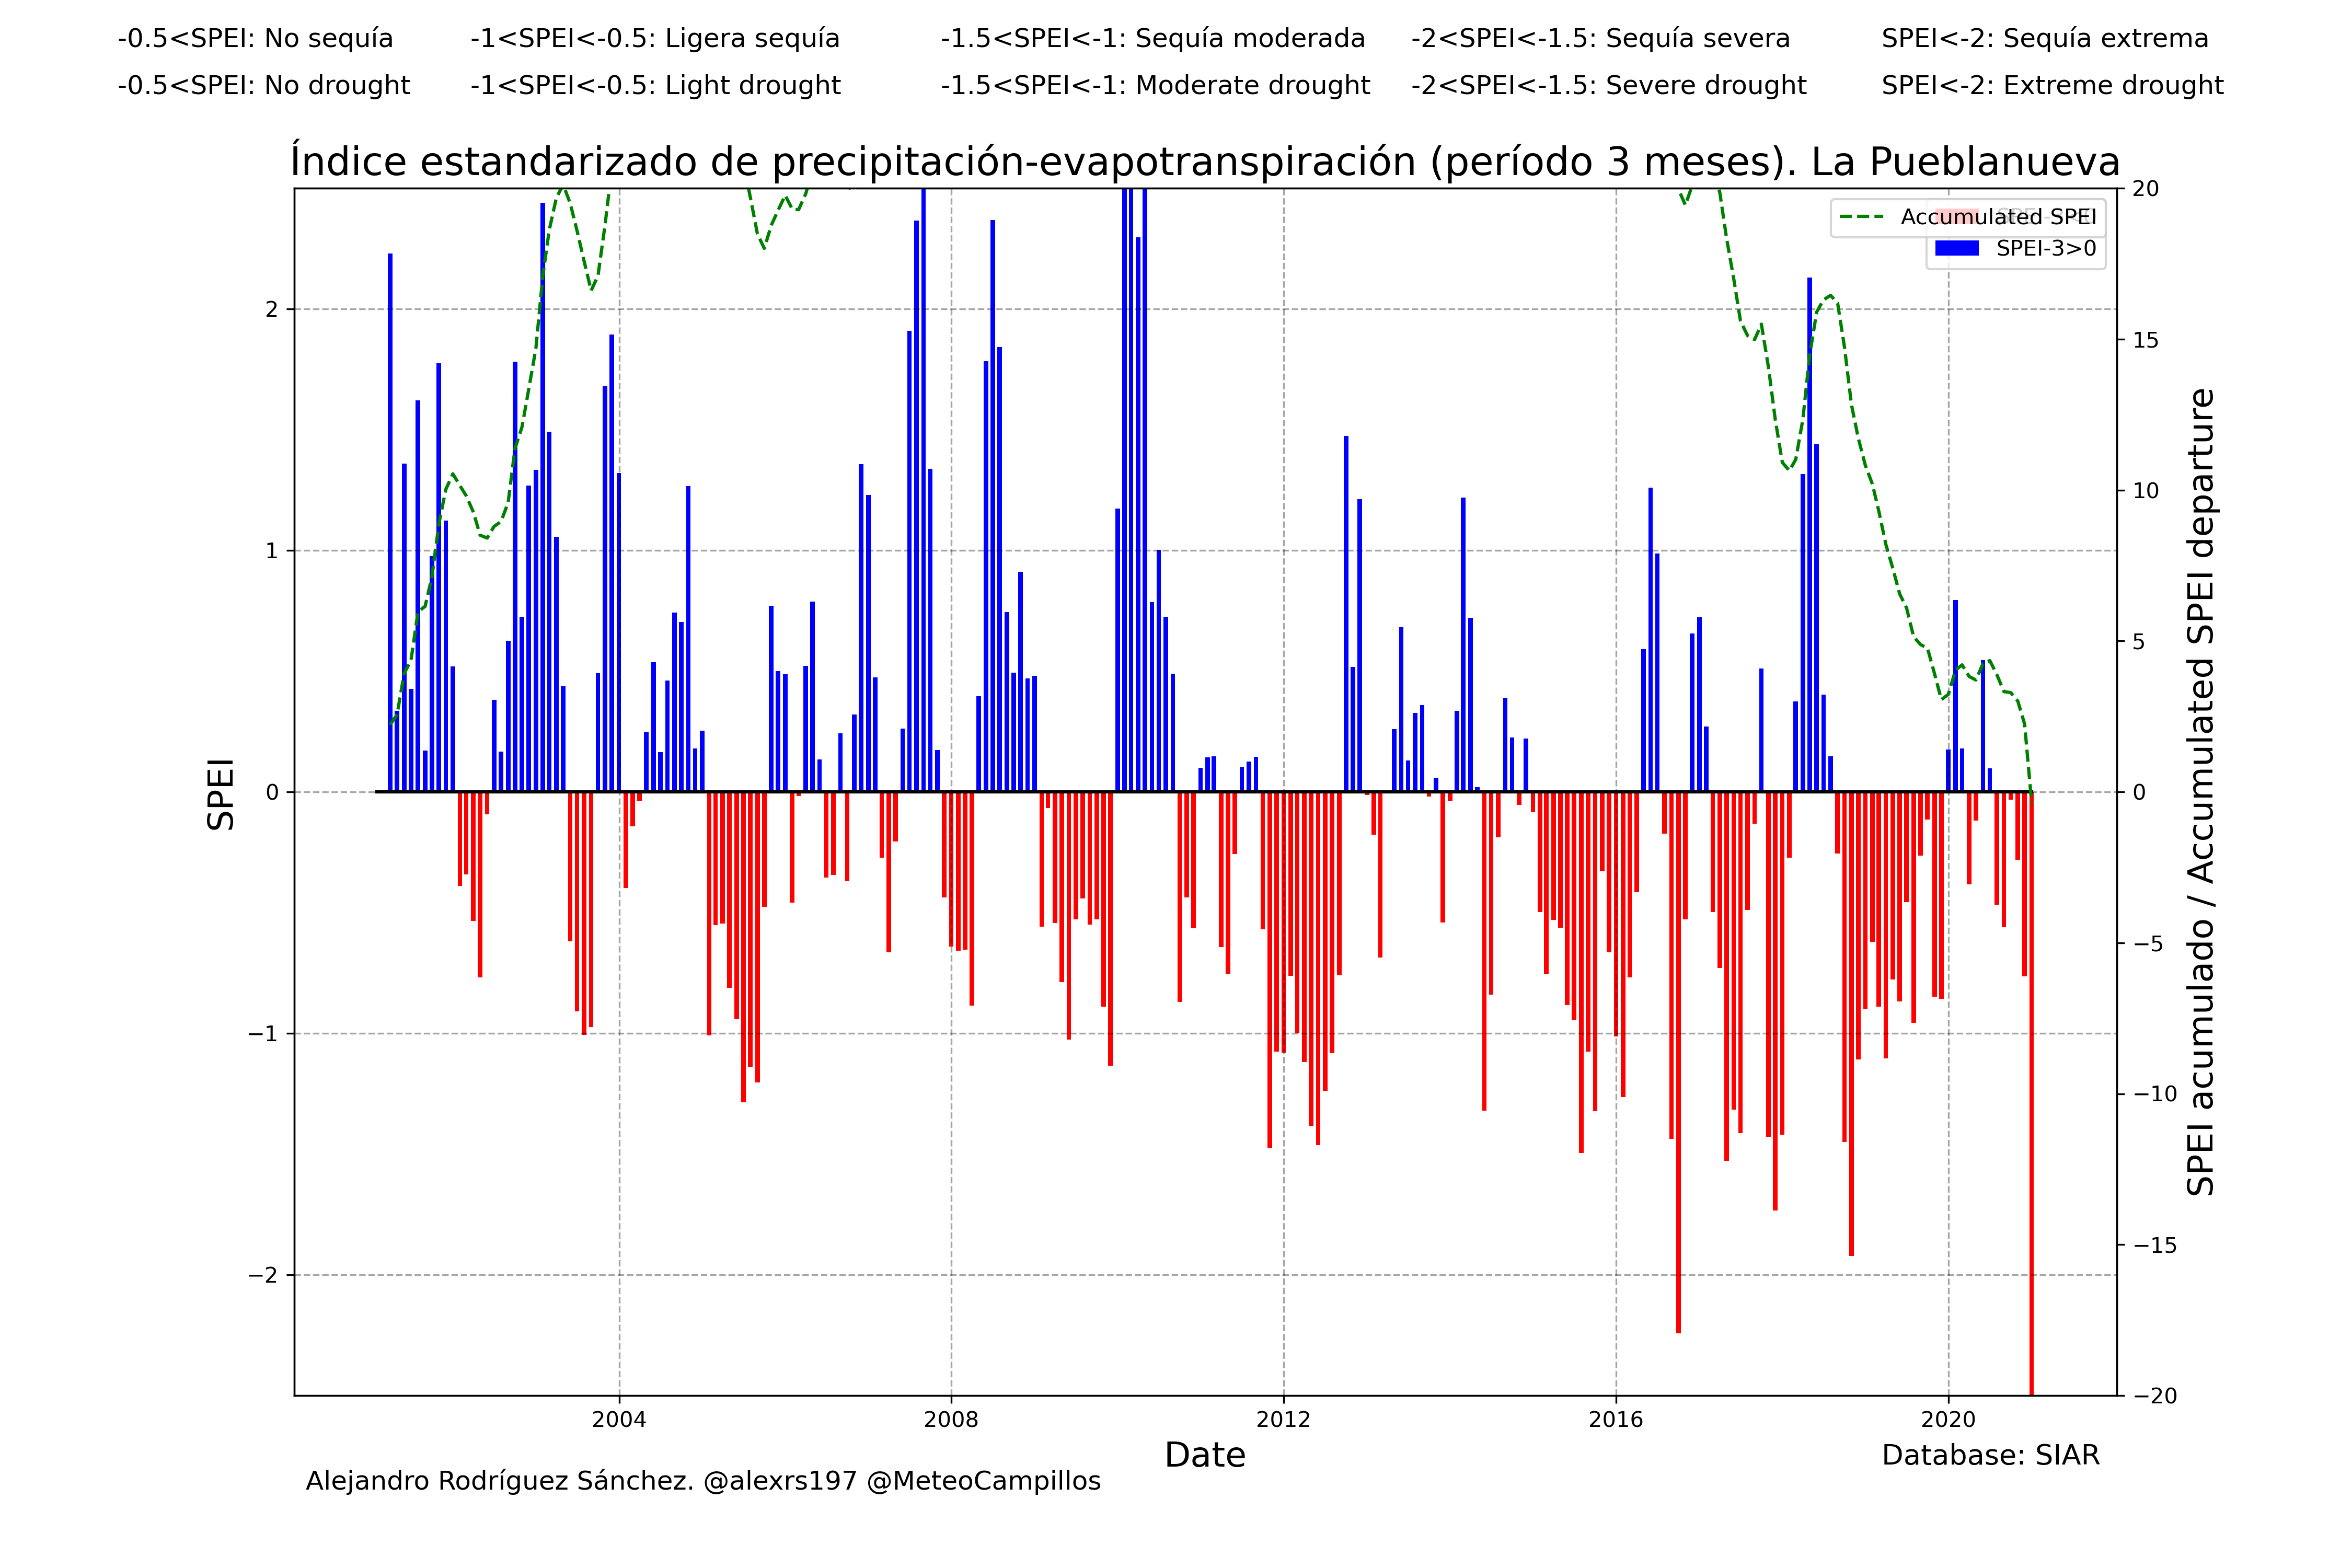 -0.5<SPEI: No sequía -1<SPEI<-0.5: Ligera sequía -1.5<SPEI<-1: Sequía moderada -2<SPEI<-1.5: Sequía severa SPEI<-2: Sequía extrema
-0.5<SPEI: No drought -1<SPEI<-0.5: Light drought -1.5<SPEI<-1: Moderate drought -2<SPEI<-1.5: Severe drought SPEI<-2: Extreme drought
Índice estandarizado de precipitación-evapotranspiración (período 3 meses). La Pueblanueva
Accumulated SPEI
SPEI-3>0
SPEI
2
1
0
−1
−2
20
15
10
5
0
−5
−10
−15
−20
SPEI acumulado / Accumulated SPEI departure
2004 2008 2012 2016 2020
Date
Database: SIAR
Alejandro Rodríguez Sánchez. @alexrs197 @MeteoCampillos